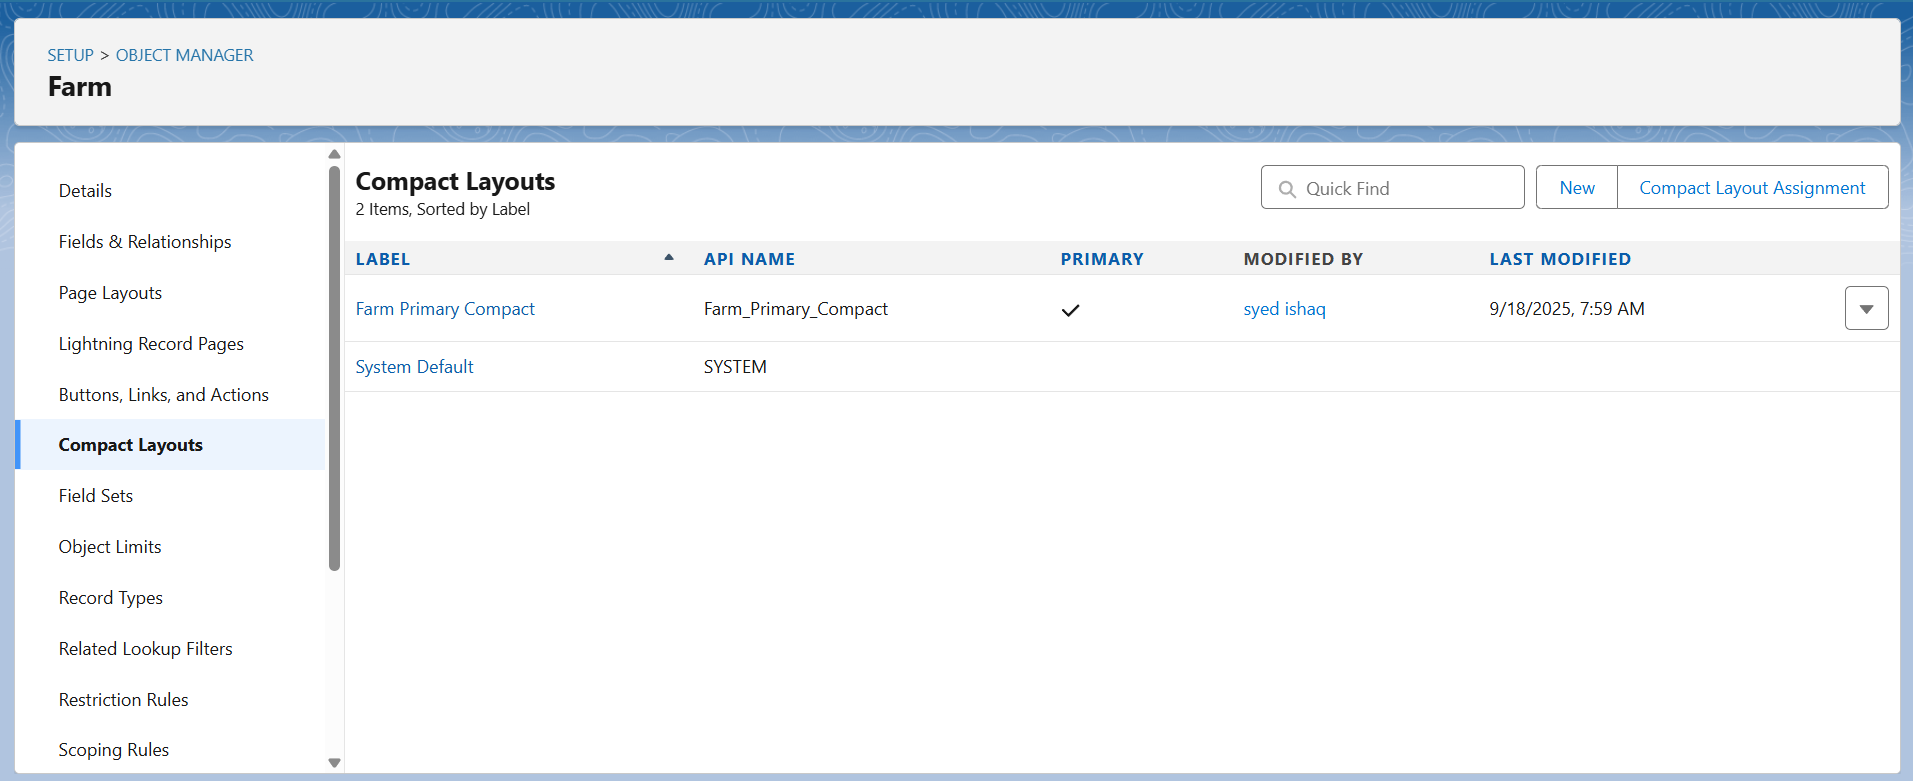 SETUP > OBJECT MANAGER
Farm
Details
Fields & Relationships
Page Layouts
Lightning Record Pages
Buttons, Links, and Actions
Compact Layouts
Field Sets
Object Limits
Record Types
Related Lookup Filters
Restriction Rules
Scoping Rules
Compact Layouts
2 Items, Sorted by Label
Quick Find
New
Compact Layout Assignment
LABEL API NAME PRIMARY MODIFIED BY LAST MODIFIED
Farm Primary Compact Farm_Primary_Compact syed ishaq 9/18/2025, 7:59 AM
System Default SYSTEM